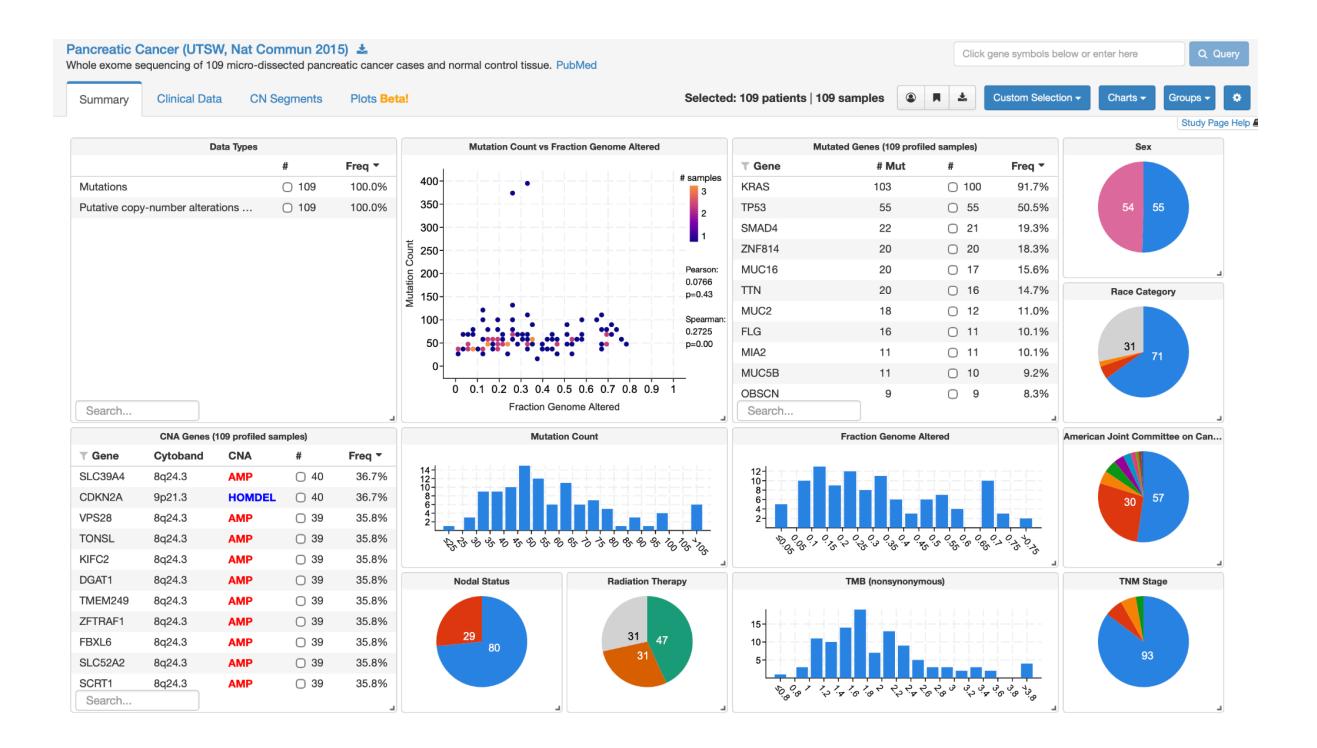 Pancreatic Cancer (UTSW, Nat Commun 2015)
Whole exome sequencing of 109 micro-dissected pancreatic cancer cases and normal control tissue. PubMed
Click gene symbols below or enter here
Query
Summary Clinical Data CN Segments Plots Beta!
Selected: 109 patients | 109 samples
Custom Selection Charts Groups
Study Page Help
Data Types
# Freq
Mutations 109 100.0%
Putative copy-number alterations ... 109 100.0%
Search...
Mutation Count vs Fraction Genome Altered
# samples
3
2
1
Pearson:
0.0766
p=0.43
Spearman:
0.2725
p=0.00
Mutation Count
400
350
300
250
200
150
100
50
0
0 0.1 0.2 0.3 0.4 0.5 0.6 0.7 0.8 0.9 1
Fraction Genome Altered
Mutated Genes (109 profiled samples)
Gene # Mut # Freq
KRAS 103 100 91.7%
TP53 55 55 50.5%
SMAD4 22 21 19.3%
ZNF814 20 20 18.3%
MUC16 20 17 15.6%
TTN 20 16 14.7%
MUC2 18 12 11.0%
FLG 16 11 10.1%
MIA2 11 11 10.1%
MUC5B 11 10 9.2%
OBSCN 9 9 8.3%
Search...
Sex
54 55
Race Category
31
71
CNA Genes (109 profiled samples)
Gene Cytoband CNA # Freq
SLC39A4 8q24.3 AMP 40 36.7%
CDKN2A 9p21.3 HOMDEL 40 36.7%
VPS28 8q24.3 AMP 39 35.8%
TONSL 8q24.3 AMP 39 35.8%
KIFC2 8q24.3 AMP 39 35.8%
DGAT1 8q24.3 AMP 39 35.8%
TMEM249 8q24.3 AMP 39 35.8%
ZFTRAF1 8q24.3 AMP 39 35.8%
FBXL6 8q24.3 AMP 39 35.8%
SLC52A2 8q24.3 AMP 39 35.8%
SCRT1 8q24.3 AMP 39 35.8%
Search...
Mutation Count
14
12
10
8
6
4
2
≤25 25 30 35 40 45 50 55 60 65 70 75 80 85 90 95 100 105 >105
Fraction Genome Altered
12
10
8
6
4
2
≤0.05 0.05 0.1 0.15 0.2 0.25 0.3 0.35 0.4 0.45 0.5 0.55 0.6 0.65 0.7 0.75 >0.75
American Joint Committee on Can...
57
30
Nodal Status
29
80
Radiation Therapy
31 47
31
TMB (nonsynonymous)
15
10
5
≤0.8 0.8 1 1.2 1.4 1.6 1.8 2 2.2 2.4 2.6 2.8 3 3.2 3.4 3.6 3.8 >3.8
TNM Stage
93